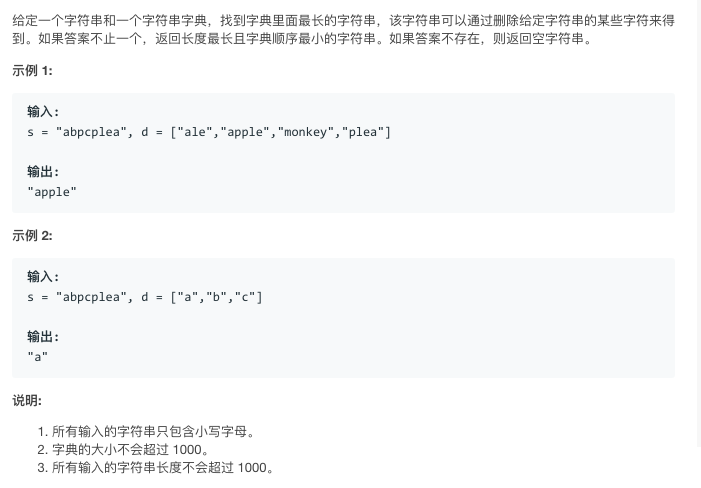 给定一个字符串和一个字符串字典，找到字典里面最长的字符串，该字符串可以通过删除给定字符串的某些字符来得
到。如果答案不止一个，返回长度最长且字典顺序最小的字符串。如果答案不存在，则返回空字符串。
示例 1:
输入:
s = "abpcplea", d = ["ale","apple","monkey","plea"]
输出:
"apple"
示例 2:
输入:
s = "abpcplea", d = ["a","b","c"]
输出:
"a"
说明:
1. 所有输入的字符串只包含小写字母。
2. 字典的大小不会超过 1000。
3. 所有输入的字符串长度不会超过 1000。